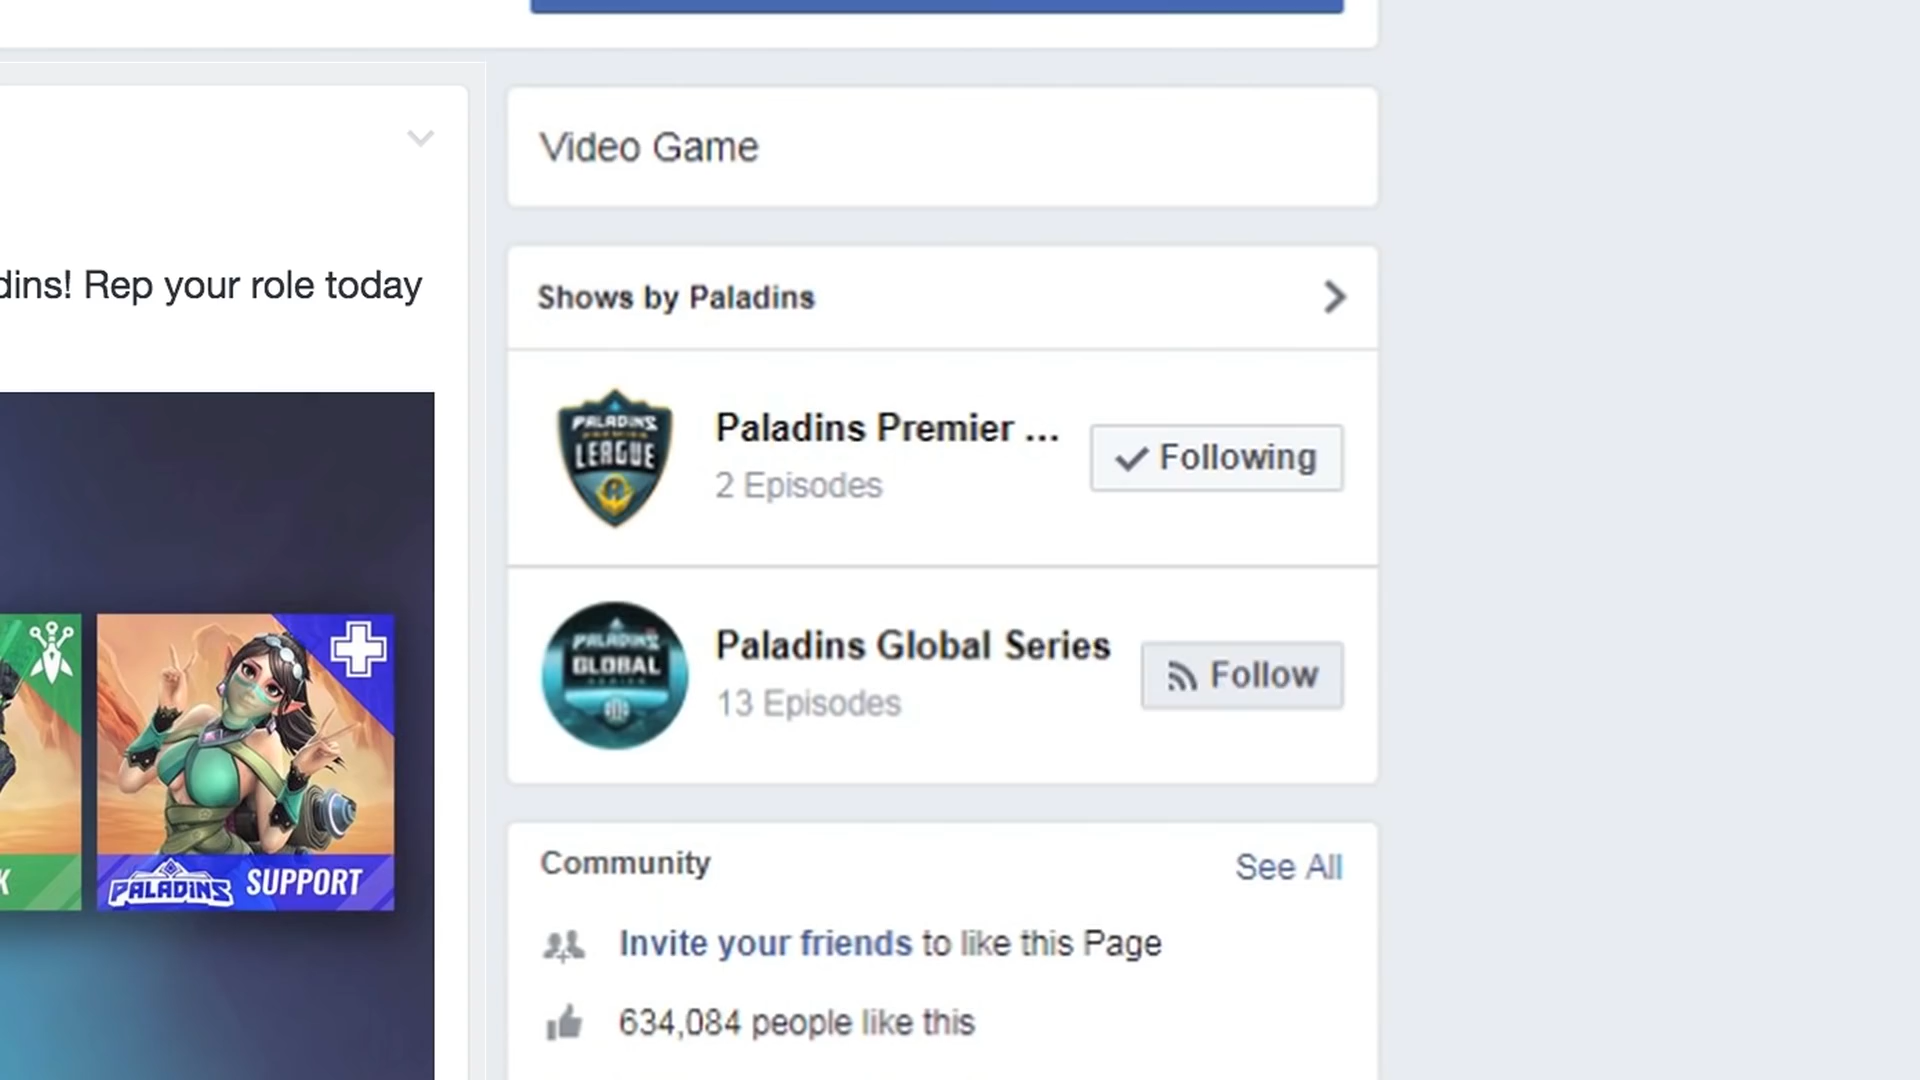 Video Game
dins! Rep your role today
Shows by Paladins
PALADINS
PREMIER
LEAGUE
Paladins Premier ...
2 Episodes
Following
PALADINS
GLOBAL
SERIES
Paladins Global Series
13 Episodes
Follow
K
PALADINS SUPPORT
Community
See All
Invite your friends to like this Page
634,084 people like this